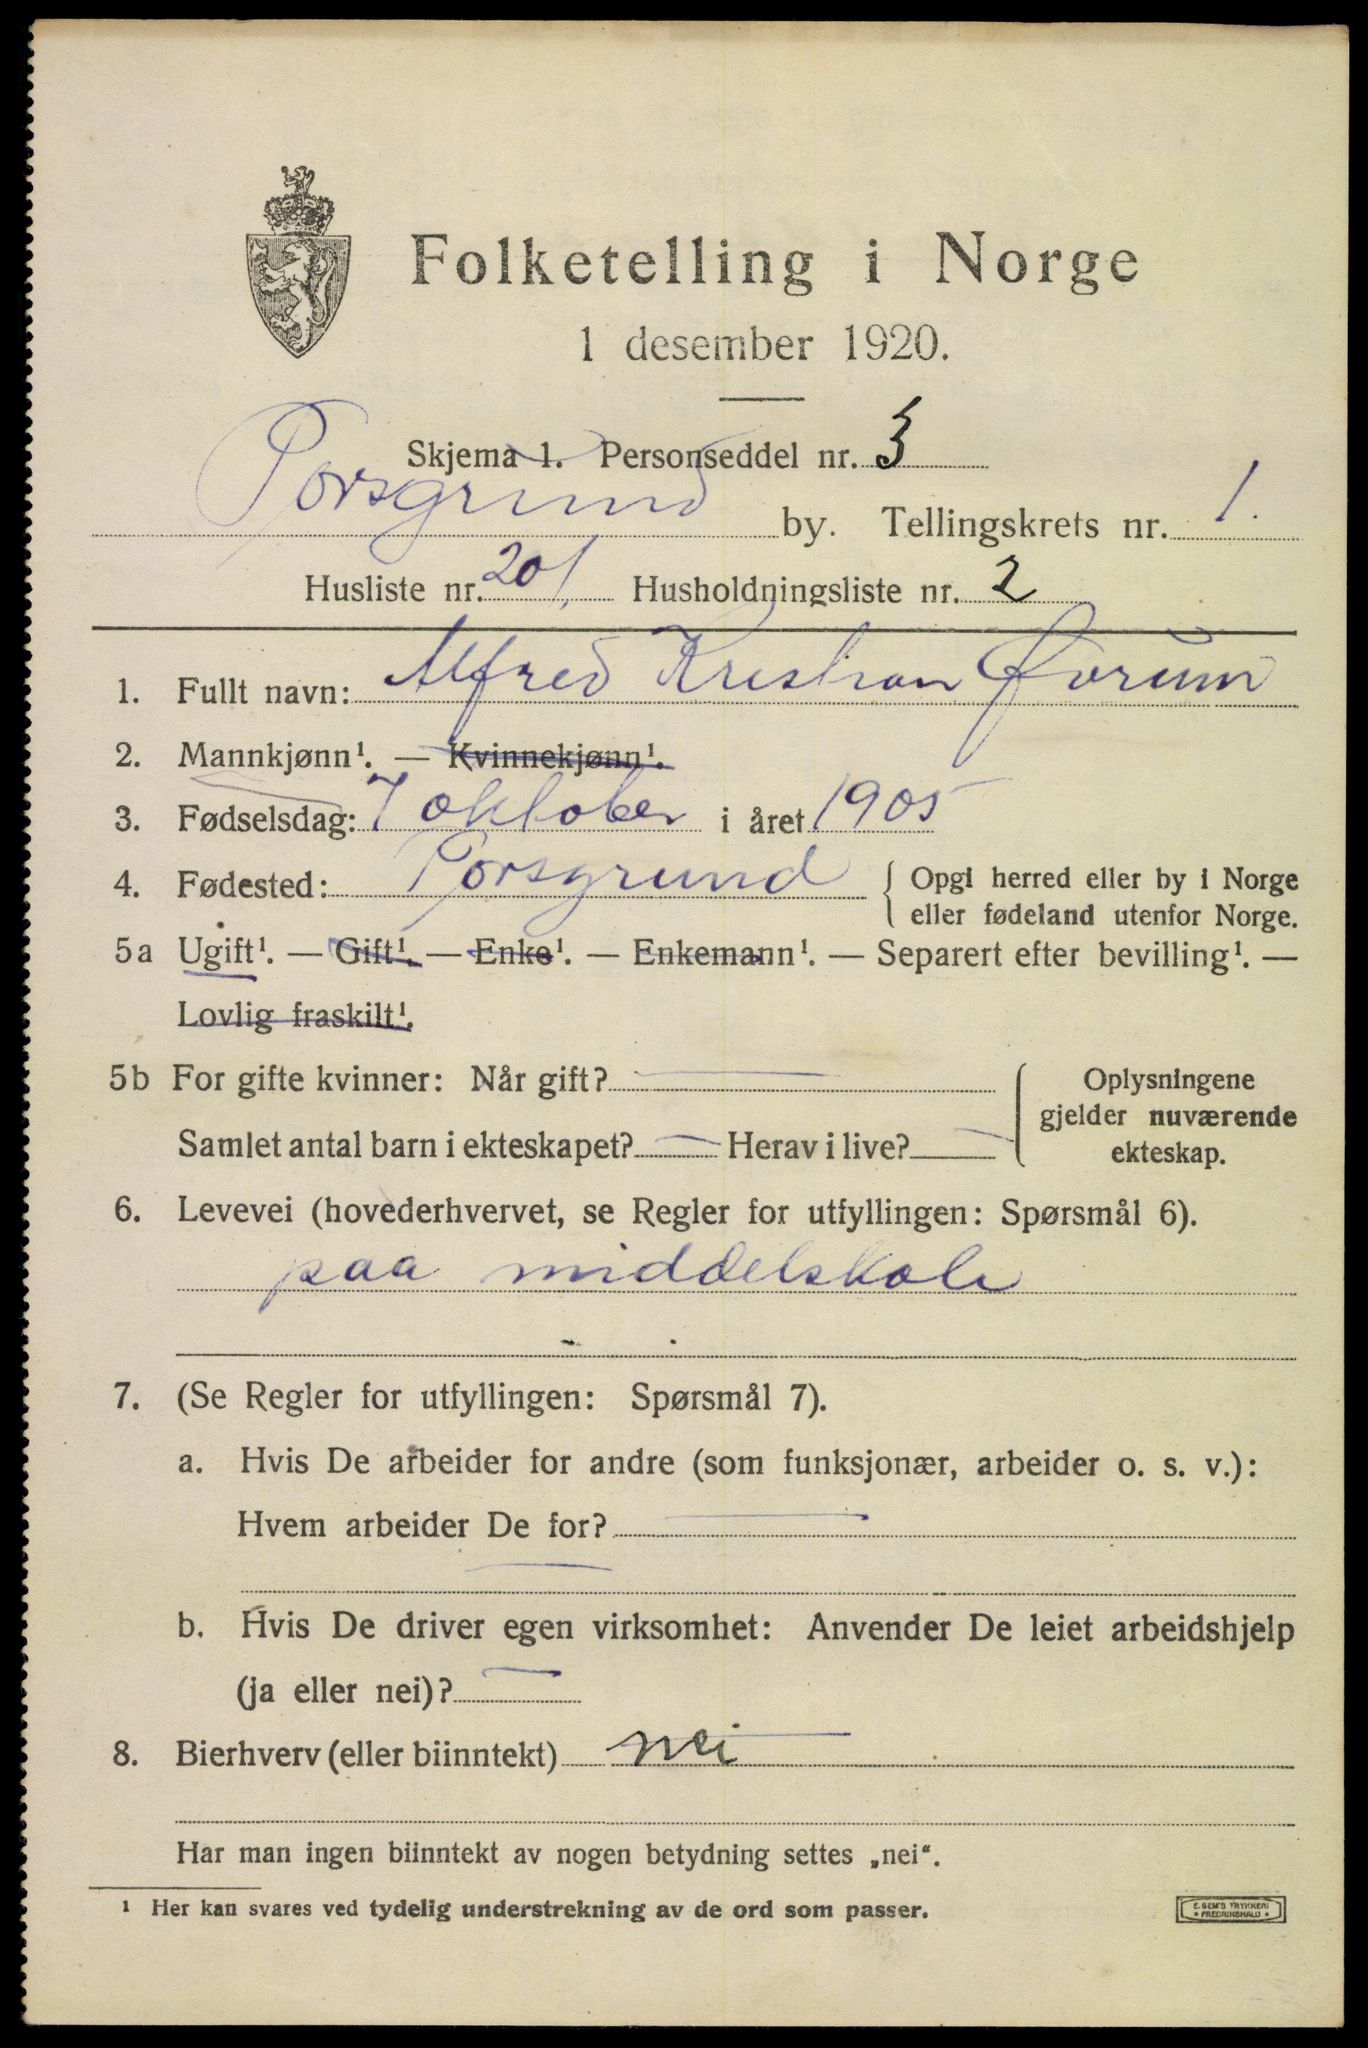 Folketelling i Norge
1 desember 1920.
Skjema 1. Personseddel nr. 3
Porsgrund by. Tellingskrets nr. 1.
Husliste nr. 201. Husholdningsliste nr. 2
1. Fullt navn: Alfred Kristian Ørum
2. Mannkjønn¹. — Kvinnekjønn¹.
3. Fødselsdag: 7 oktober i året 1905
4. Fødested: Porsgrund { Opgi herred eller by i Norge
eller fødeland utenfor Norge.
5a Ugift¹. — Gift¹. — Enke¹. — Enkemann¹. — Separert efter bevilling¹. —
Lovlig fraskilt¹.
5b For gifte kvinner: Når gift? —
Oplysningene
gjelder nuværende
ekteskap.
Samlet antal barn i ekteskapet? — Herav i live? —
6. Levevei (hovederhvervet, se Regler for utfyllingen: Spørsmål 6).
paa middelskole
7. (Se Regler for utfyllingen: Spørsmål 7).
a. Hvis De arbeider for andre (som funksjonær, arbeider o. s. v.):
Hvem arbeider De for? —
—
b. Hvis De driver egen virksomhet: Anvender De leiet arbeidshjelp
(ja eller nei)? —
8. Bierhverv (eller biinntekt) nei
Har man ingen biinntekt av nogen betydning settes „nei“.
¹ Her kan svares ved tydelig understrekning av de ord som passer.
E. SEM'S TRYKKERI
• FREDRIKSHALD •